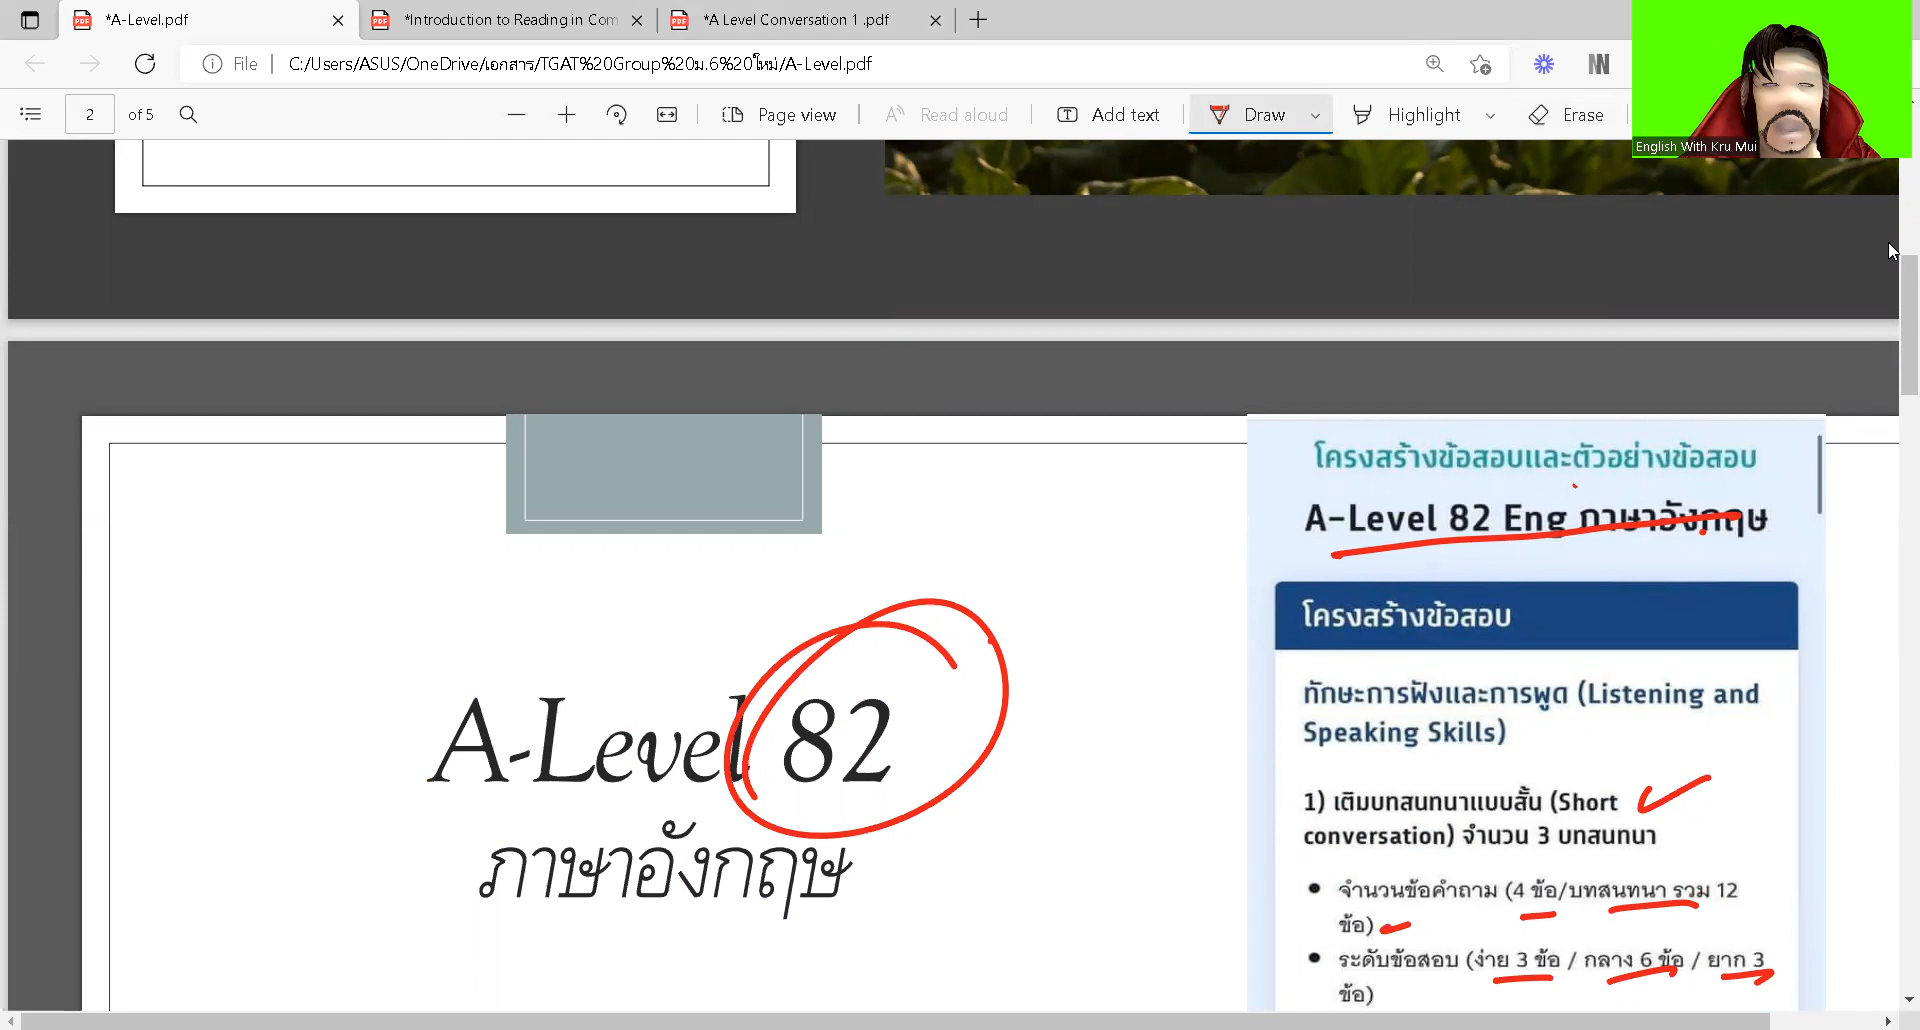 *A-Level.pdf
*Introduction to Reading in Com
*A Level Conversation 1 .pdf
File
C:/Users/ASUS/OneDrive/เอกสาร/TGAT%20Group%20ม.6%20ใหม่/A-Level.pdf
2 of 5
Page view
Read aloud
Add text
Draw
Highlight
Erase
English With Kru Mui
A-Level 82
ภาษาอังกฤษ
โครงสร้างข้อสอบและตัวอย่างข้อสอบ
A-Level 82 Eng ภาษาอังกฤษ
โครงสร้างข้อสอบ
ทักษะการฟังและการพูด (Listening and
Speaking Skills)
1) เติมบทสนทนาแบบสั้น (Short
conversation) จำนวน 3 บทสนทนา
• จำนวนข้อคำถาม (4 ข้อ/บทสนทนา รวม 12
ข้อ)
• ระดับข้อสอบ (ง่าย 3 ข้อ / กลาง 6 ข้อ / ยาก 3
ข้อ)